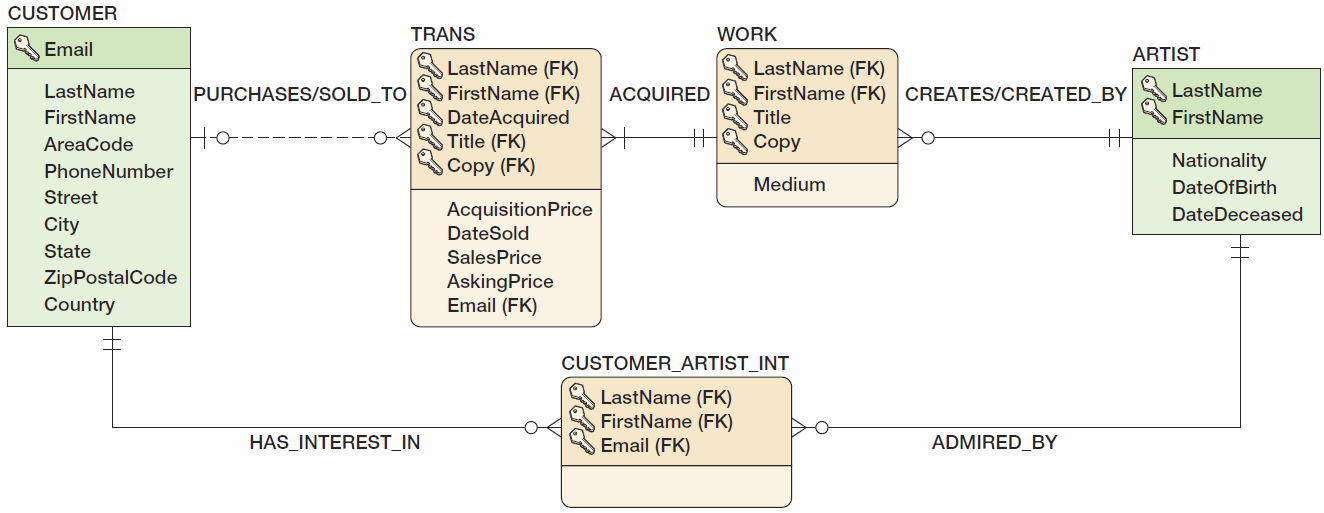 CUSTOMER
Email
LastName
FirstName
AreaCode
PhoneNumber
Street
City
State
ZipPostalCode
Country
PURCHASES/SOLD_TO
TRANS
LastName (FK)
FirstName (FK)
DateAcquired
Title (FK)
Copy (FK)
AcquisitionPrice
DateSold
SalesPrice
AskingPrice
Email (FK)
ACQUIRED
WORK
LastName (FK)
FirstName (FK)
Title
Copy
Medium
CREATES/CREATED_BY
ARTIST
LastName
FirstName
Nationality
DateOfBirth
DateDeceased
HAS_INTEREST_IN
CUSTOMER_ARTIST_INT
LastName (FK)
FirstName (FK)
Email (FK)
ADMIRED_BY